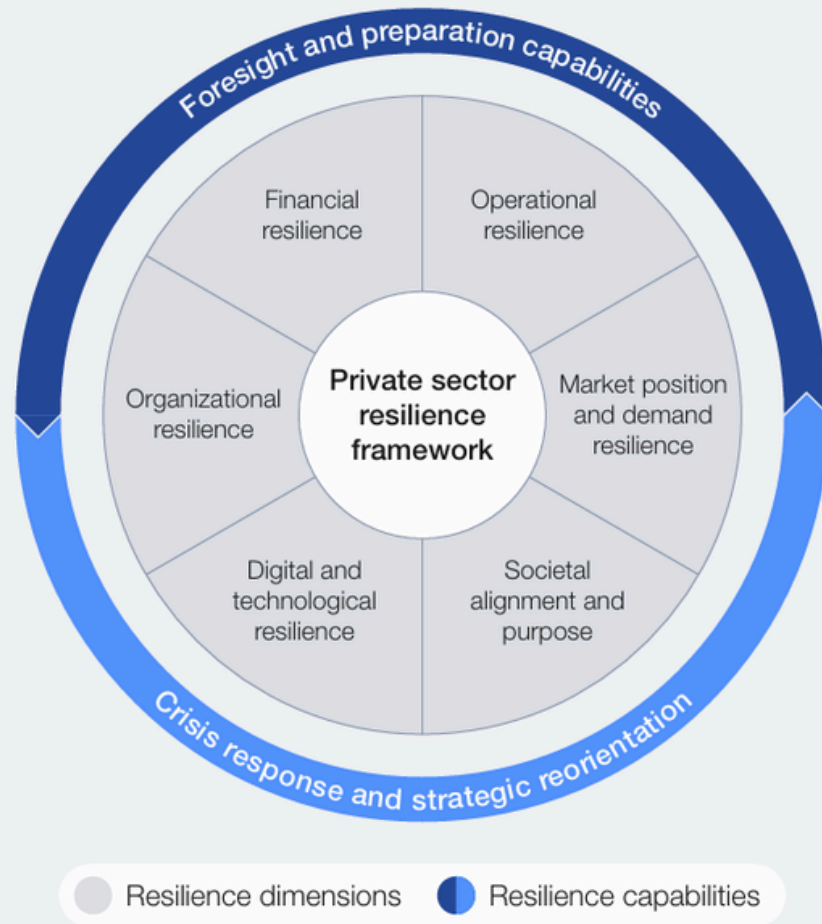 Foresight and preparation capabilities
Financial
resilience
Operational
resilience
Organizational
resilience
Private sector
resilience
framework
Market position
and demand
resilience
Digital and
technological
resilience
Societal
alignment and
purpose
Crisis response and strategic reorientation
Resilience dimensions
Resilience capabilities